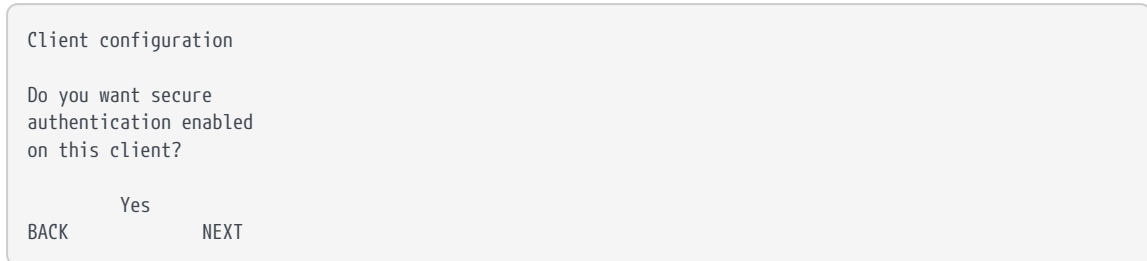 Client configuration
Do you want secure
authentication enabled
on this client?
Yes
BACK NEXT